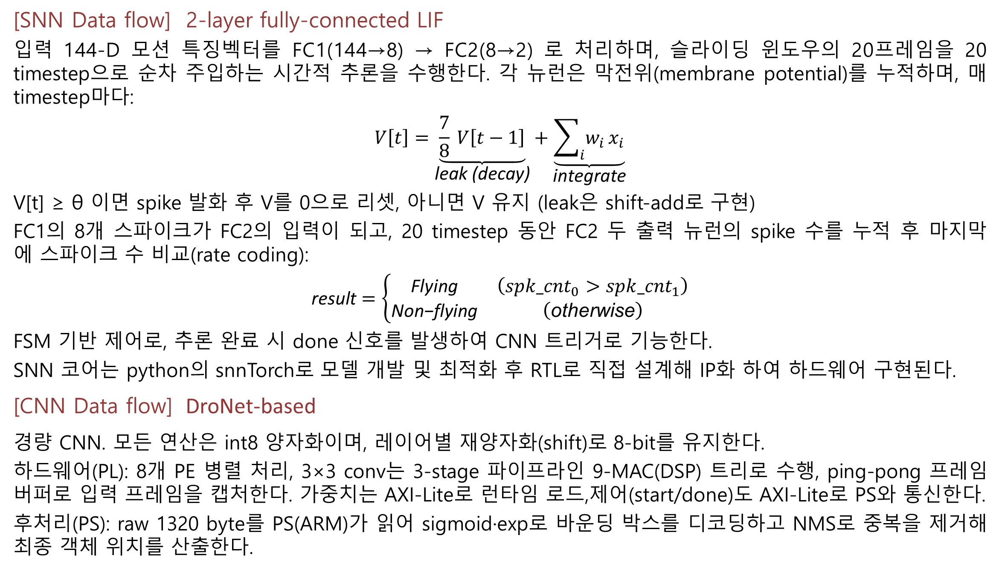 [SNN Data flow] 2-layer fully-connected LIF
입력 144-D 모션 특징벡터를 FC1(144→8) → FC2(8→2) 로 처리하며, 슬라이딩 윈도우의 20프레임을 20
timestep으로 순차 주입하는 시간적 추론을 수행한다. 각 뉴런은 막전위(membrane potential)를 누적하며, 매
timestep마다:
V[t] = 7/8 V[t − 1] + ∑_i w_i x_i
leak (decay) integrate
V[t] ≥ θ 이면 spike 발화 후 V를 0으로 리셋, 아니면 V 유지 (leak은 shift-add로 구현)
FC1의 8개 스파이크가 FC2의 입력이 되고, 20 timestep 동안 FC2 두 출력 뉴런의 spike 수를 누적 후 마지막
에 스파이크 수 비교(rate coding):
result = { Flying (spk_cnt₀ > spk_cnt₁)
Non−flying (otherwise)
FSM 기반 제어로, 추론 완료 시 done 신호를 발생하여 CNN 트리거로 기능한다.
SNN 코어는 python의 snnTorch로 모델 개발 및 최적화 후 RTL로 직접 설계해 IP화 하여 하드웨어 구현된다.
[CNN Data flow] DroNet-based
경량 CNN. 모든 연산은 int8 양자화이며, 레이어별 재양자화(shift)로 8-bit를 유지한다.
하드웨어(PL): 8개 PE 병렬 처리, 3×3 conv는 3-stage 파이프라인 9-MAC(DSP) 트리로 수행, ping-pong 프레임
버퍼로 입력 프레임을 캡처한다. 가중치는 AXI-Lite로 런타임 로드,제어(start/done)도 AXI-Lite로 PS와 통신한다.
후처리(PS): raw 1320 byte를 PS(ARM)가 읽어 sigmoid·exp로 바운딩 박스를 디코딩하고 NMS로 중복을 제거해
최종 객체 위치를 산출한다.